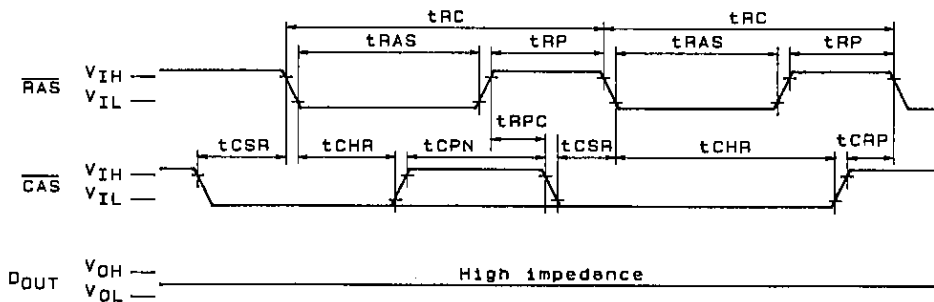 tRC tRC
tRAS tRP tRAS tRP
RAS VIH VIL
tRPC
tCSR tCHR tCPN tCSR tCHR tCRP
CAS VIH VIL
DOUT VOH VOL High impedance